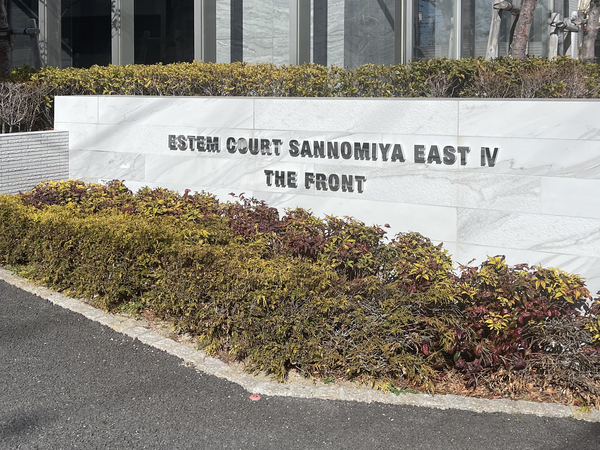 ESTEM COURT SANNOMIYA EAST IV
THE FRONT